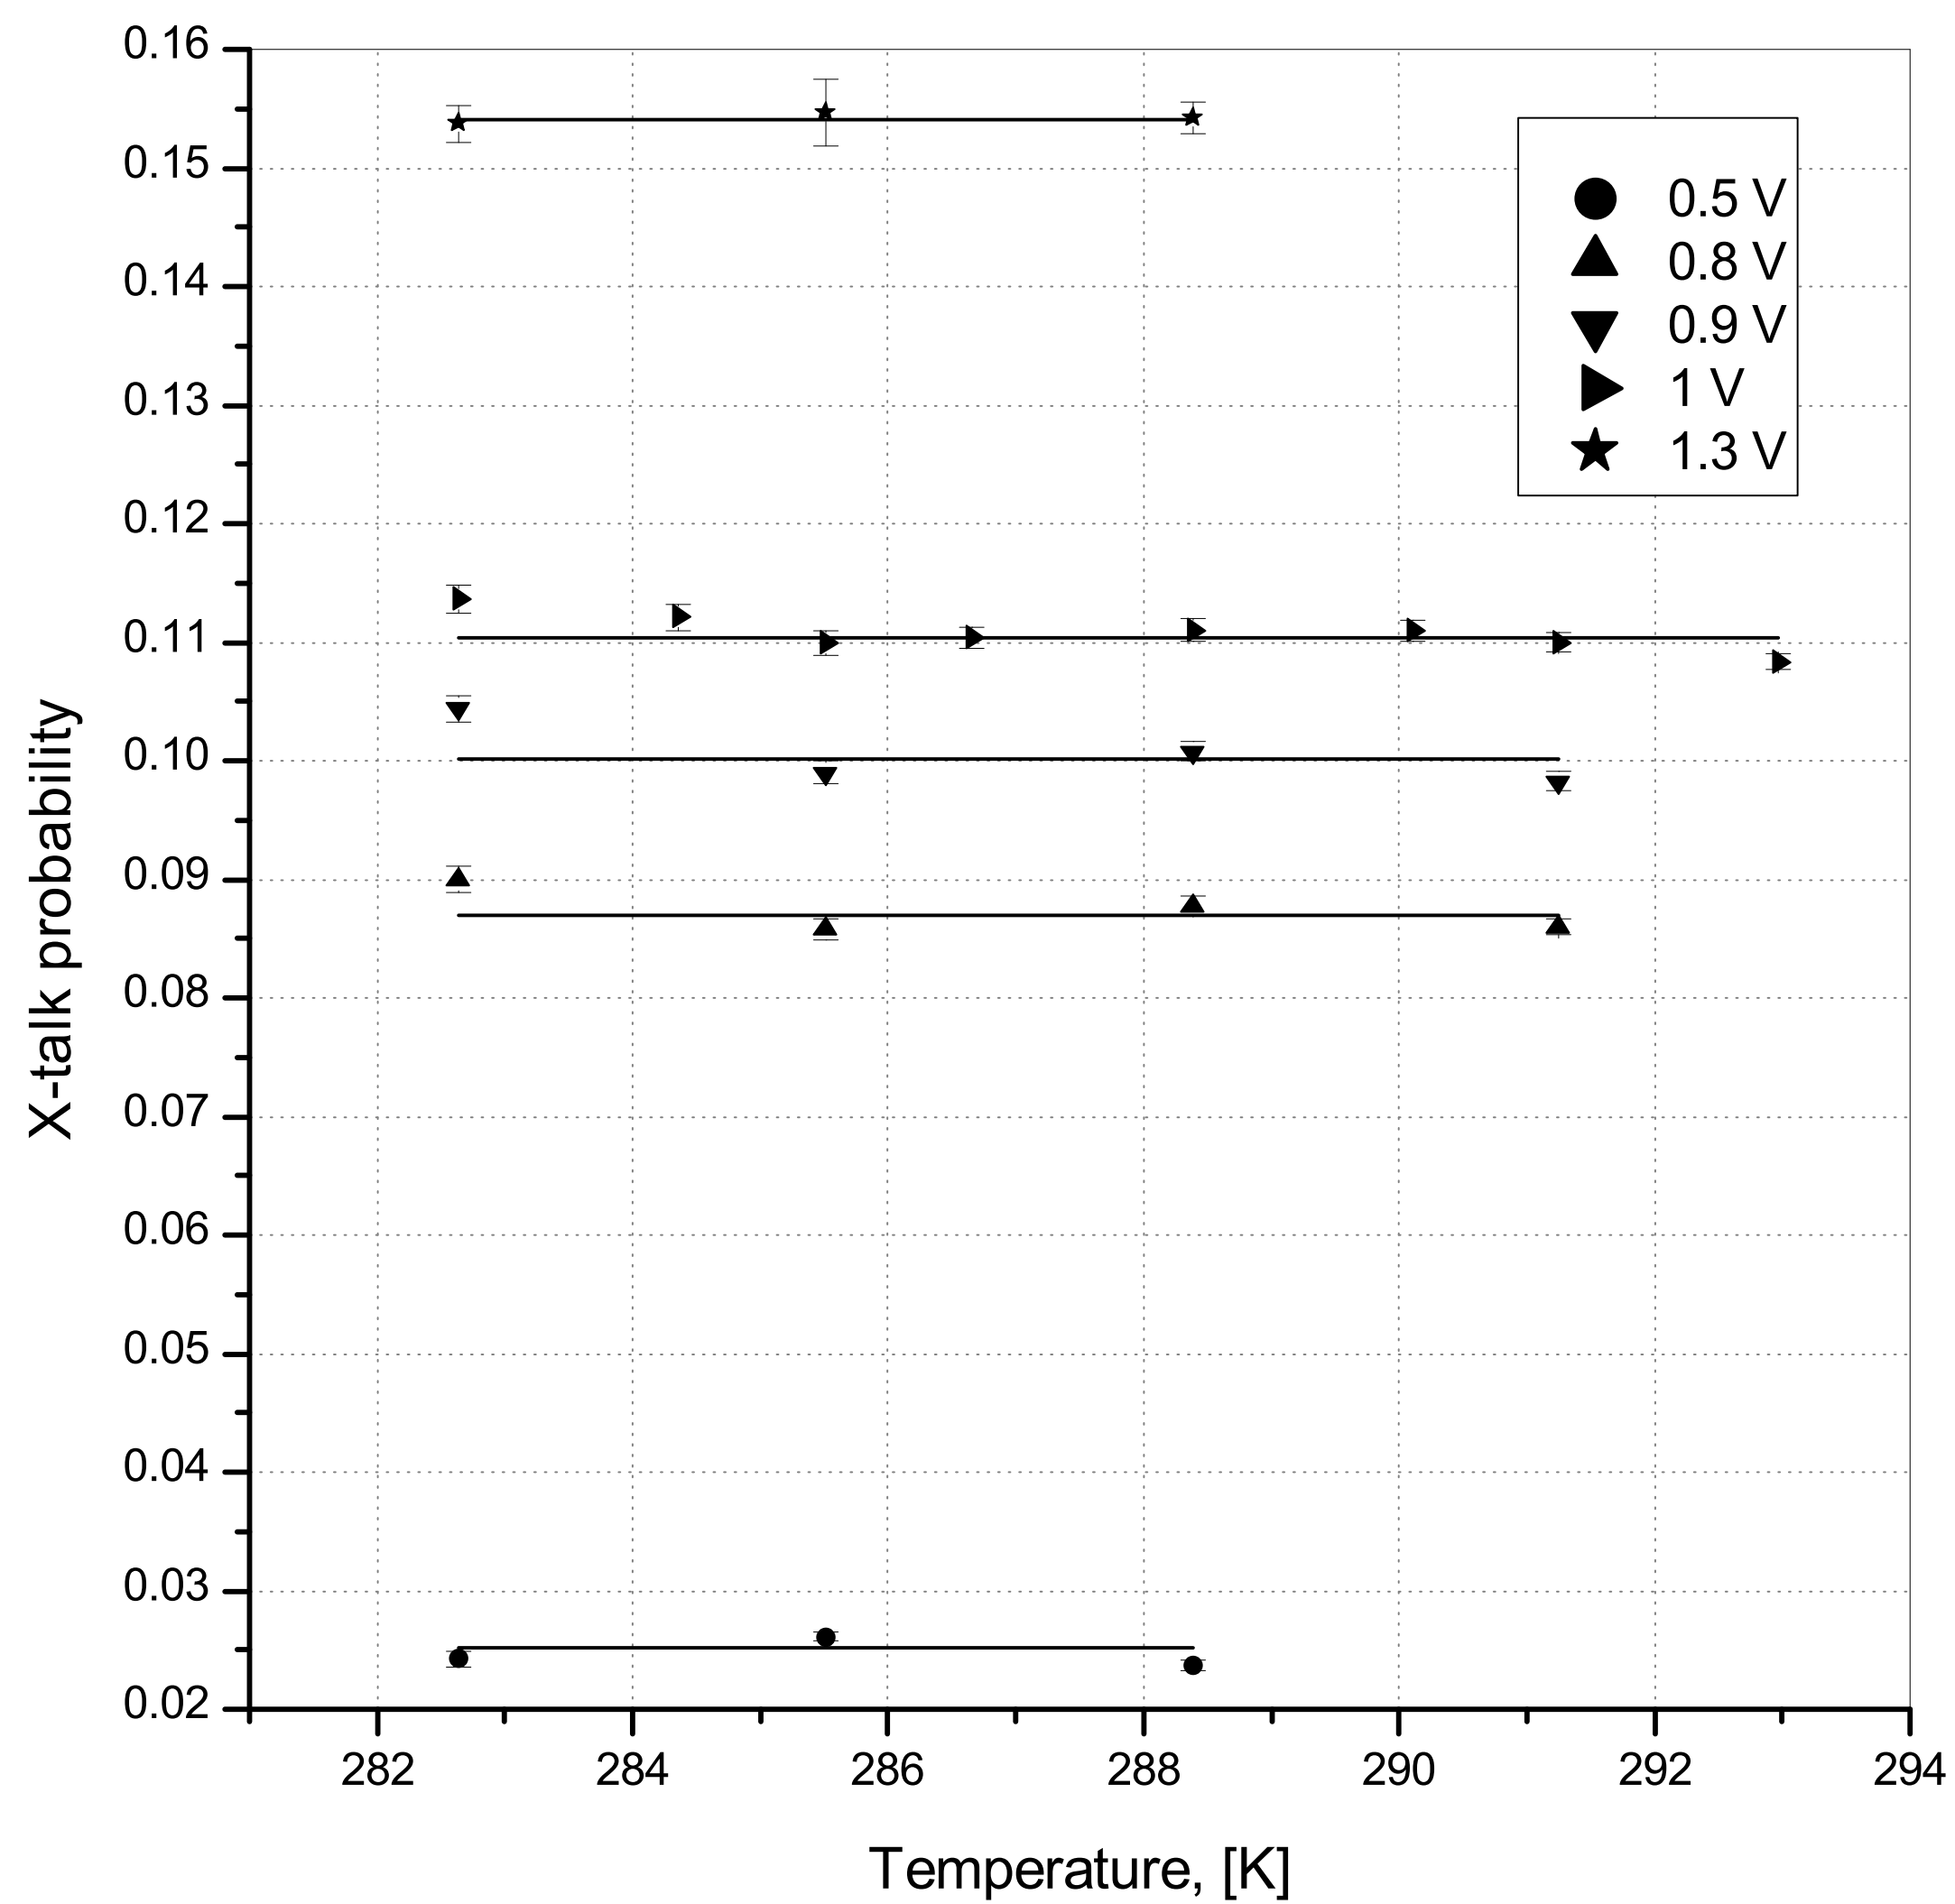 0.16
0.15
0.14
0.13
0.12
0.11
0.10
0.09
0.08
0.07
0.06
0.05
0.04
0.03
0.02
X-talk probability
0.5 V
0.8 V
0.9 V
1 V
1.3 V
282 284 286 288 290 292 294
Temperature, [K]